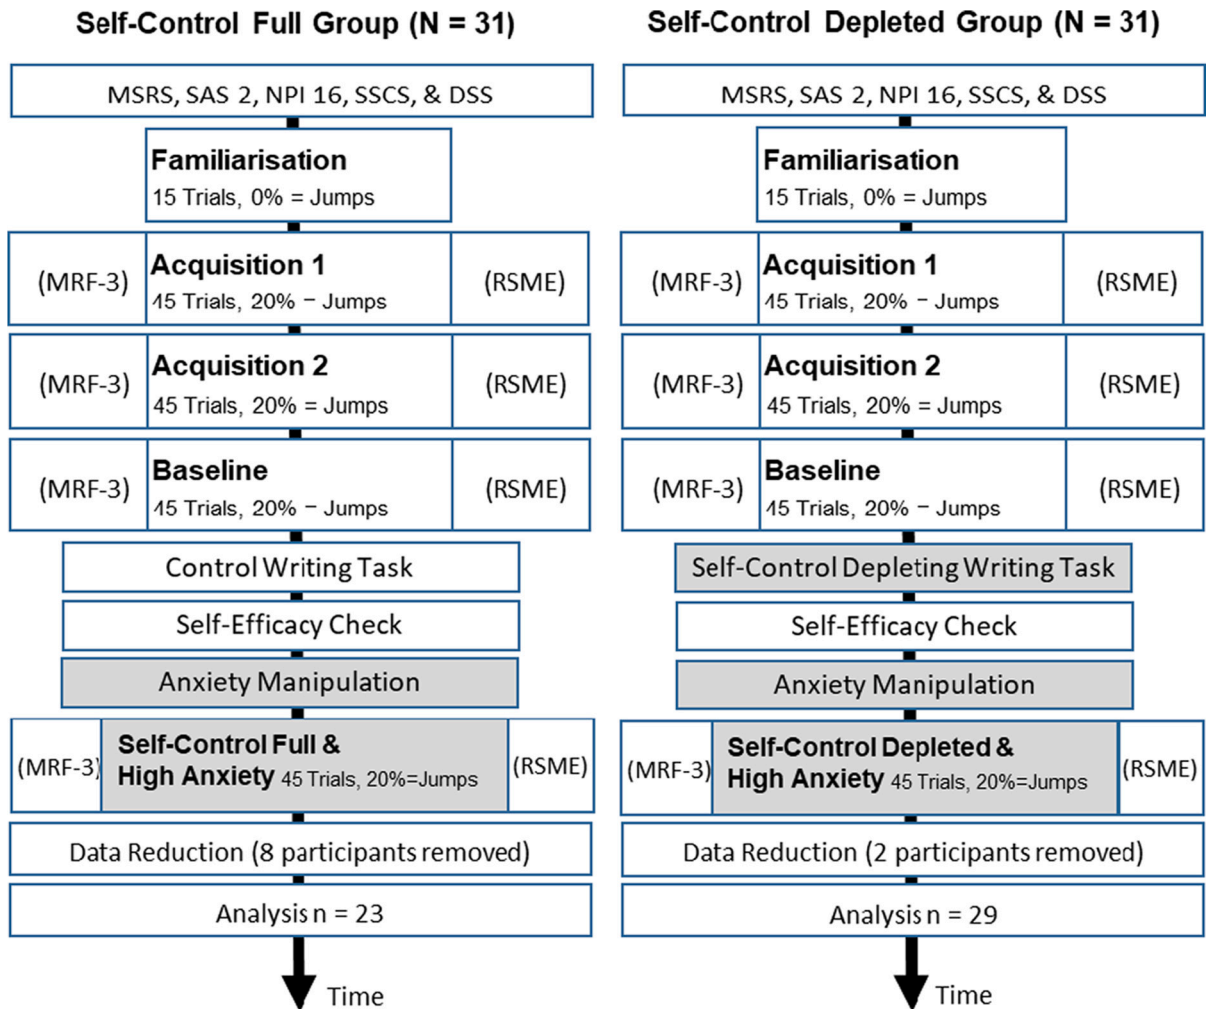 Self-Control Full Group (N = 31)
MSRS, SAS 2, NPI 16, SSCS, & DSS
Familiarisation
15 Trials, 0% = Jumps
(MRF-3)
Acquisition 1
45 Trials, 20% = Jumps
(RSME)
(MRF-3)
Acquisition 2
45 Trials, 20% = Jumps
(RSME)
(MRF-3)
Baseline
45 Trials, 20% = Jumps
(RSME)
Control Writing Task
Self-Efficacy Check
Anxiety Manipulation
(MRF-3)
Self-Control Full &
High Anxiety 45 Trials, 20%=Jumps
(RSME)
Data Reduction (8 participants removed)
Analysis n = 23
Time
Self-Control Depleted Group (N = 31)
MSRS, SAS 2, NPI 16, SSCS, & DSS
Familiarisation
15 Trials, 0% = Jumps
(MRF-3)
Acquisition 1
45 Trials, 20% = Jumps
(RSME)
(MRF-3)
Acquisition 2
45 Trials, 20% = Jumps
(RSME)
(MRF-3)
Baseline
45 Trials, 20% = Jumps
(RSME)
Self-Control Depleting Writing Task
Self-Efficacy Check
Anxiety Manipulation
(MRF-3)
Self-Control Depleted &
High Anxiety 45 Trials, 20%=Jumps
(RSME)
Data Reduction (2 participants removed)
Analysis n = 29
Time